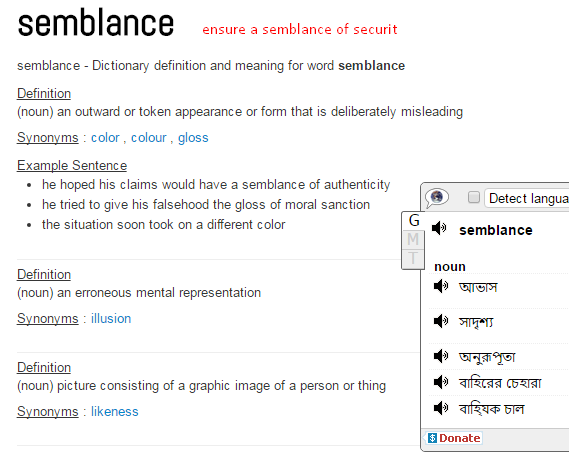 semblance ensure a semblance of securit
semblance - Dictionary definition and meaning for word semblance
Definition
(noun) an outward or token appearance or form that is deliberately misleading
Synonyms : color , colour , gloss
Example Sentence
• he hoped his claims would have a semblance of authenticity
• he tried to give his falsehood the gloss of moral sanction
• the situation soon took on a different color
Definition
(noun) an erroneous mental representation
Synonyms : illusion
Definition
(noun) picture consisting of a graphic image of a person or thing
Synonyms : likeness
Detect langua
G
M
T
semblance
noun
আভাস
সাদৃশ্য
অনুরূপতা
বাহিরের চেহারা
বাহ্যিক চাল
$ Donate